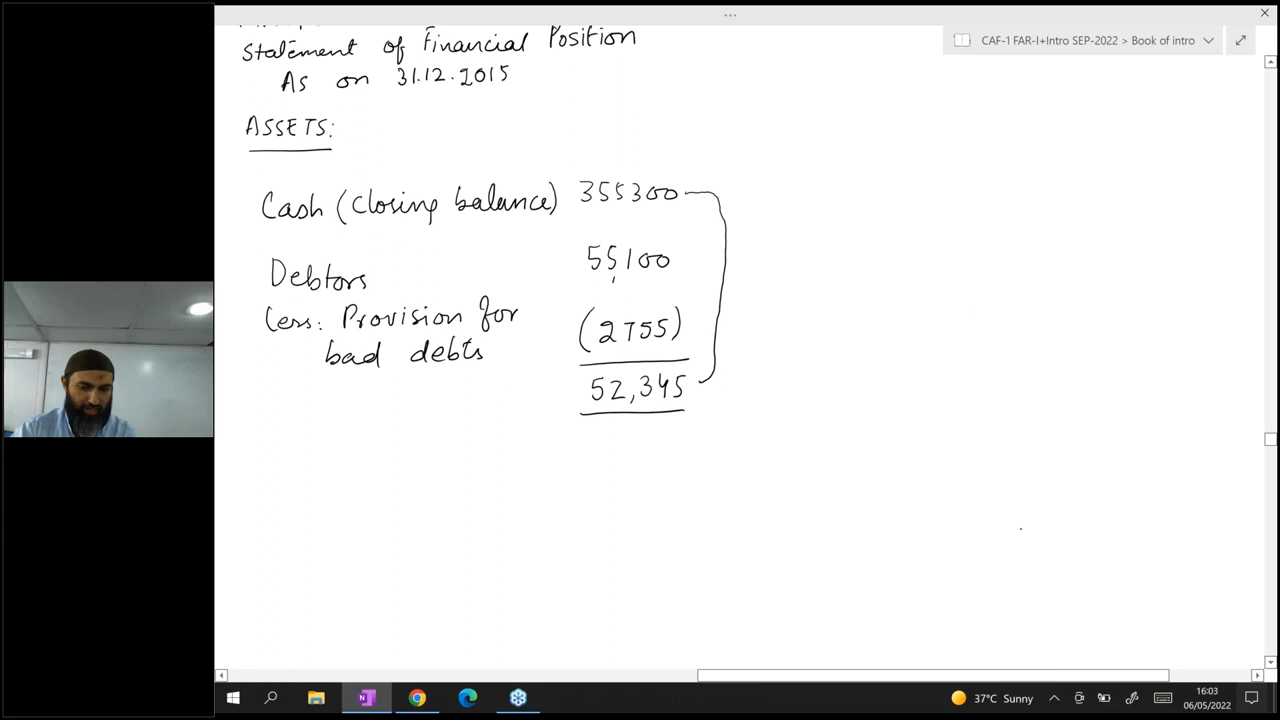 Statement of Financial Position
As on 31.12.2015
ASSETS:
Cash (closing balance) 355300
Debtors 55,100
less: Provision for bad debts (2755)
52,345
CAF-1 FAR-I+Intro SEP-2022 > Book of intro
37°C Sunny
16:03
06/05/2022